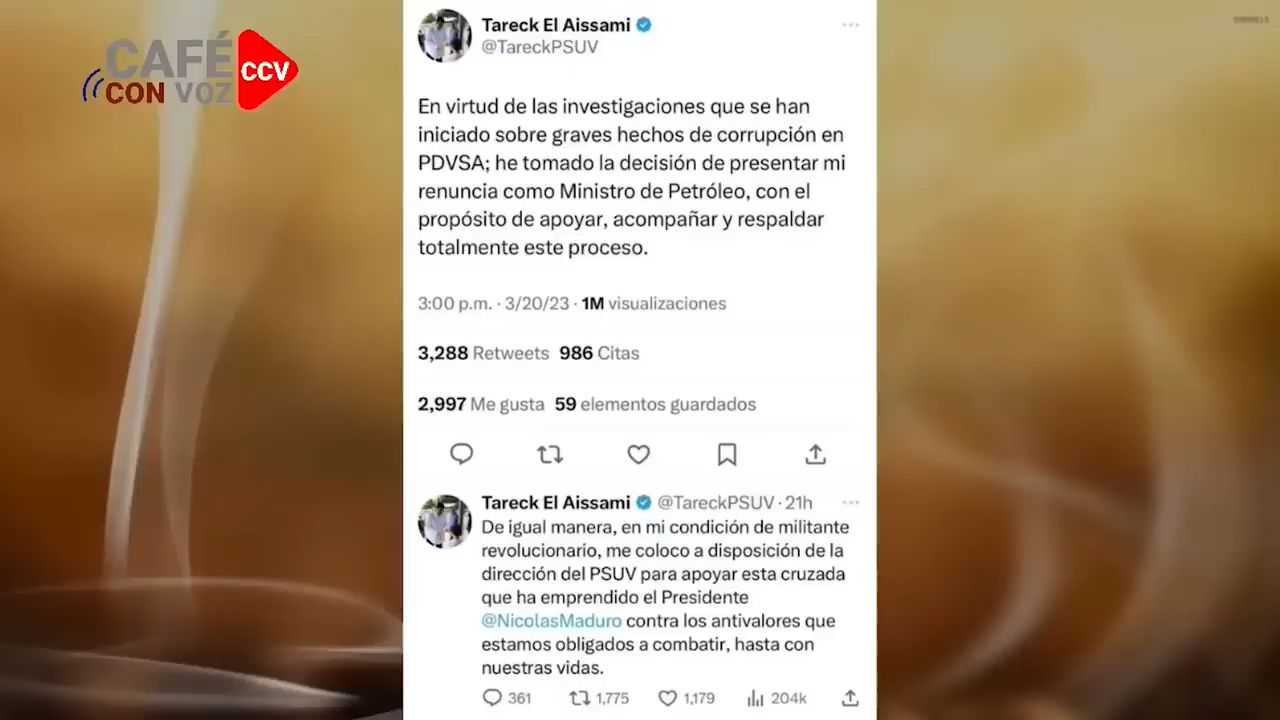 CAFÉ
CON VOZ
CCV
Tareck El Aissami
@TareckPSUV
En virtud de las investigaciones que se han
iniciado sobre graves hechos de corrupción en
PDVSA; he tomado la decisión de presentar mi
renuncia como Ministro de Petróleo, con el
propósito de apoyar, acompañar y respaldar
totalmente este proceso.
3:00 p.m. · 3/20/23 · 1M visualizaciones
3,288 Retweets 986 Citas
2,997 Me gusta 59 elementos guardados
Tareck El Aissami @TareckPSUV · 21h
De igual manera, en mi condición de militante
revolucionario, me coloco a disposición de la
dirección del PSUV para apoyar esta cruzada
que ha emprendido el Presidente
@NicolasMaduro contra los antivalores que
estamos obligados a combatir, hasta con
nuestras vidas.
361 1,775 1,179 204k